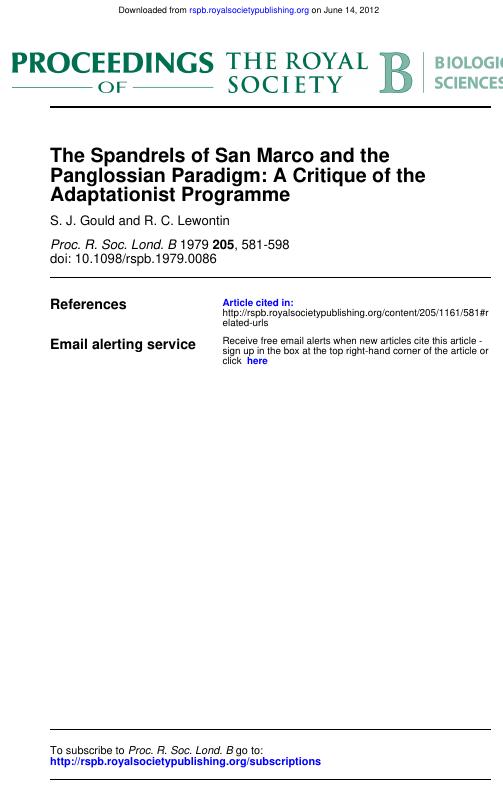 Downloaded from rspb.royalsocietypublishing.org on June 14, 2012
PROCEEDINGS
OF
THE ROYAL
SOCIETY
B
SCIENCES
The Spandrels of San Marco and the
Panglossian Paradigm: A Critique of the
Adaptationist Programme
S. J. Gould and R. C. Lewontin
Proc. R. Soc. Lond. B 1979 205, 581-598
doi: 10.1098/rspb.1979.0086
References
Article cited in:
http://rspb.royalsocietypublishing.org/content/205/1161/581#r
elated-urls
Email alerting service
Receive free email alerts when new articles cite this article -
sign up in the box at the top right-hand corner of the article or
click here
To subscribe to Proc. R. Soc. Lond. B go to:
http://rspb.royalsocietypublishing.org/subscriptions